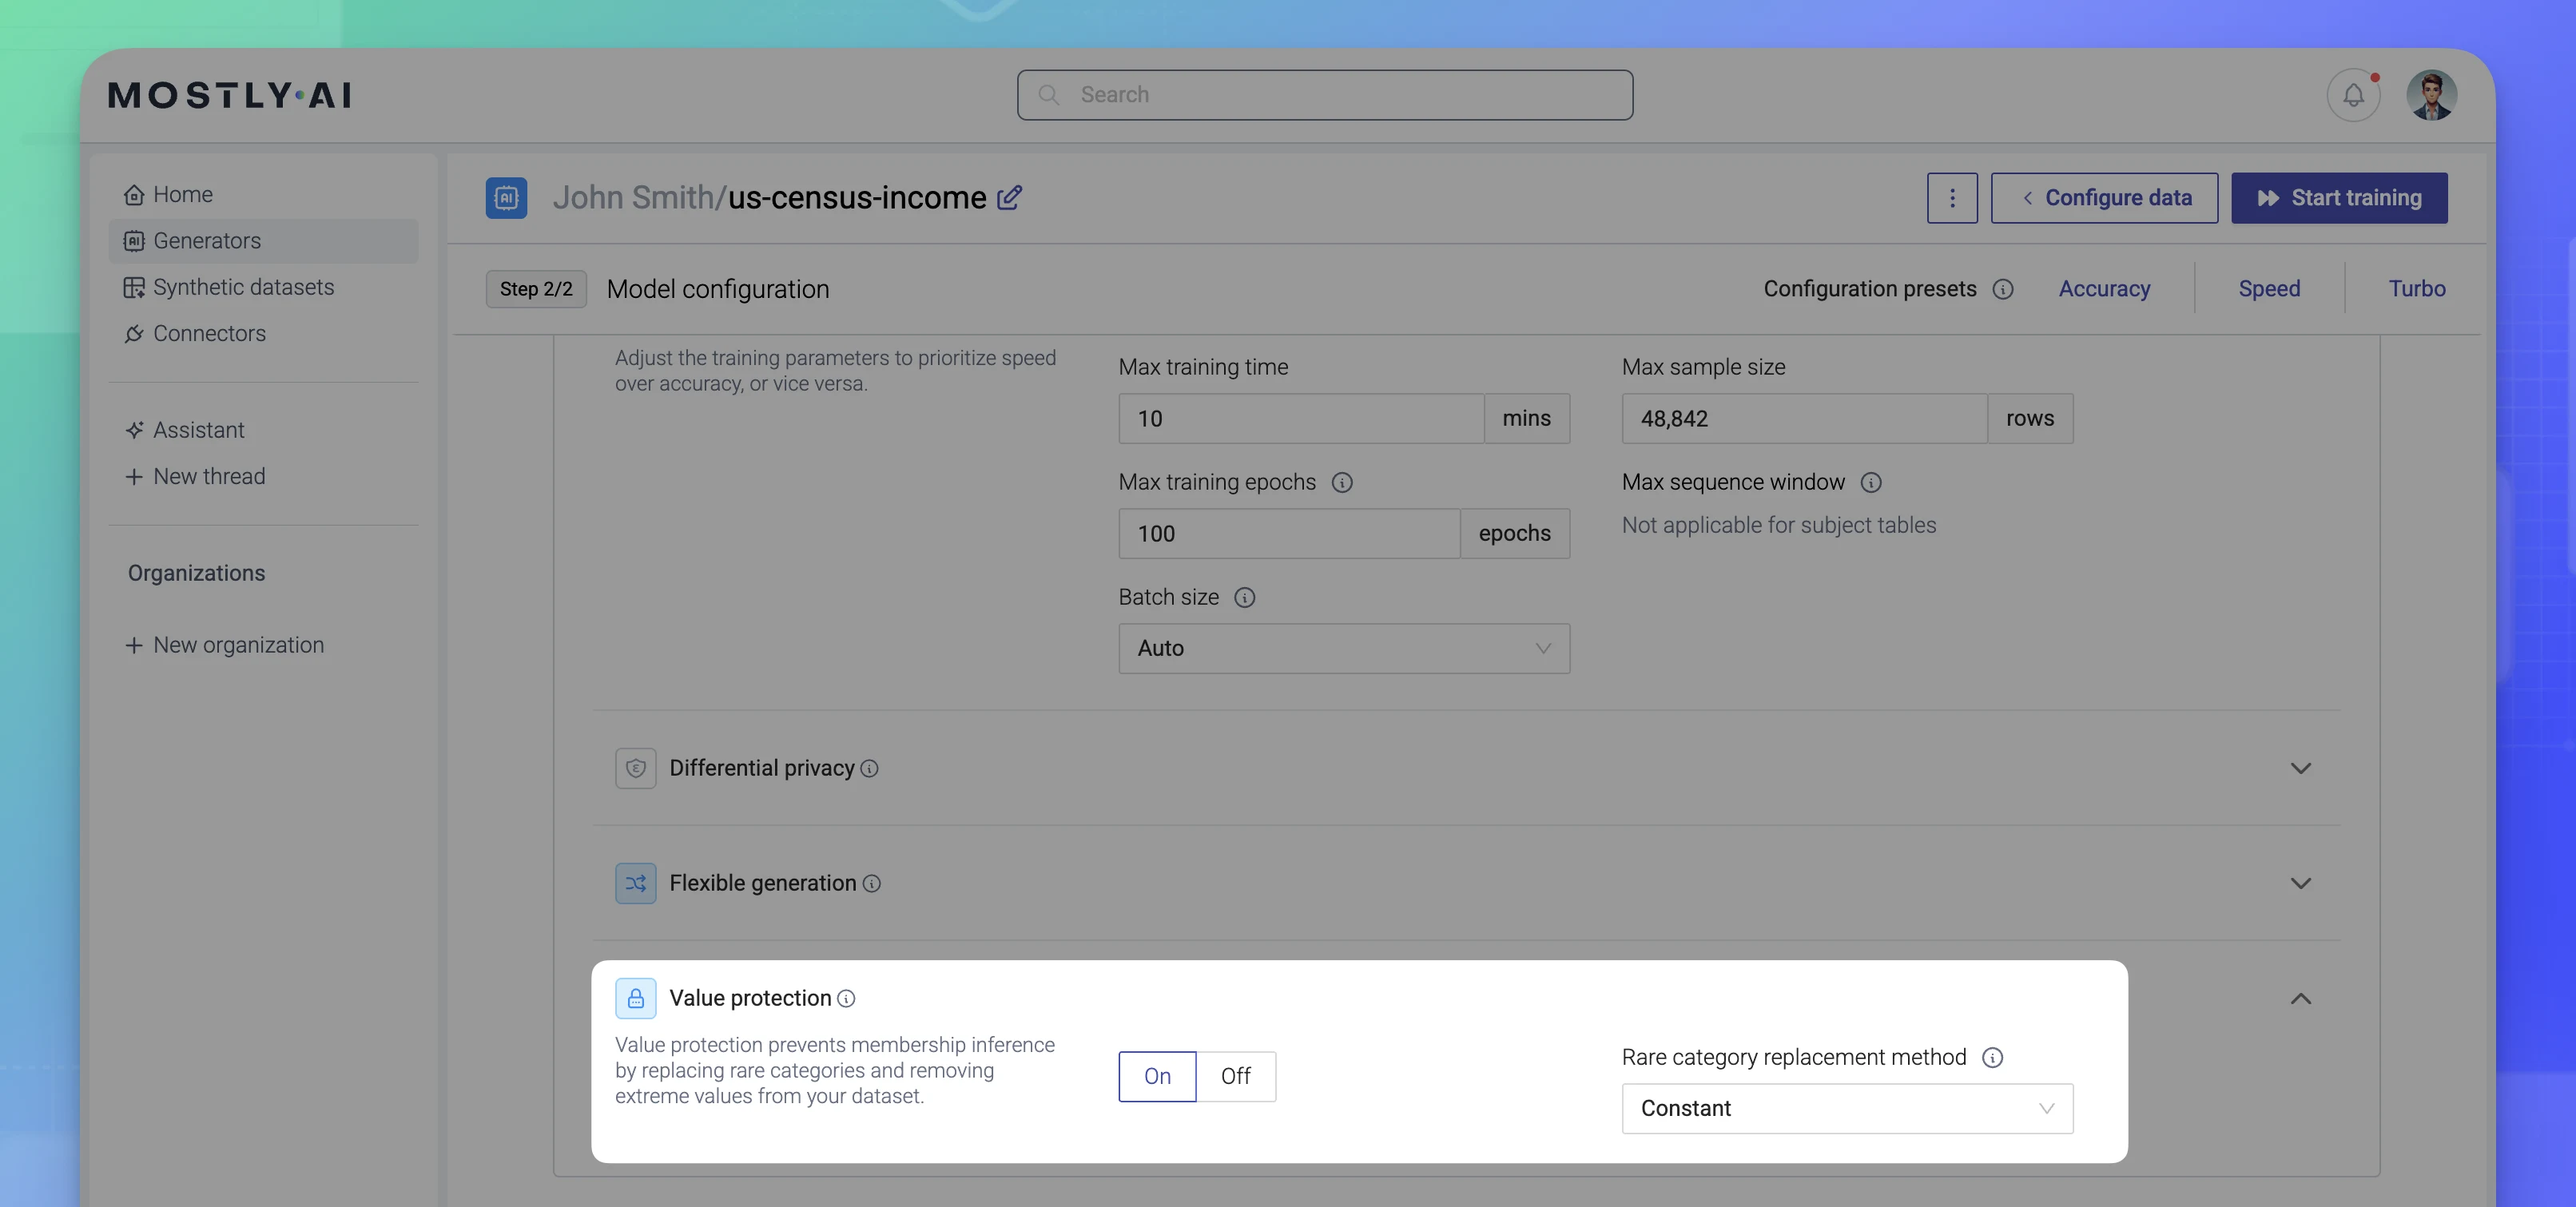 MOSTLY·AI
Search
Home
Generators
Synthetic datasets
Connectors
Assistant
New thread
Organizations
New organization
John Smith/us-census-income
Configure data
Start training
Step 2/2
Model configuration
Configuration presets
Accuracy
Speed
Turbo
Adjust the training parameters to prioritize speed
over accuracy, or vice versa.
Max training time
10
mins
Max sample size
48,842
rows
Max training epochs
100
epochs
Max sequence window
Not applicable for subject tables
Batch size
Auto
Differential privacy
Flexible generation
Value protection
Value protection prevents membership inference
by replacing rare categories and removing
extreme values from your dataset.
On
Off
Rare category replacement method
Constant